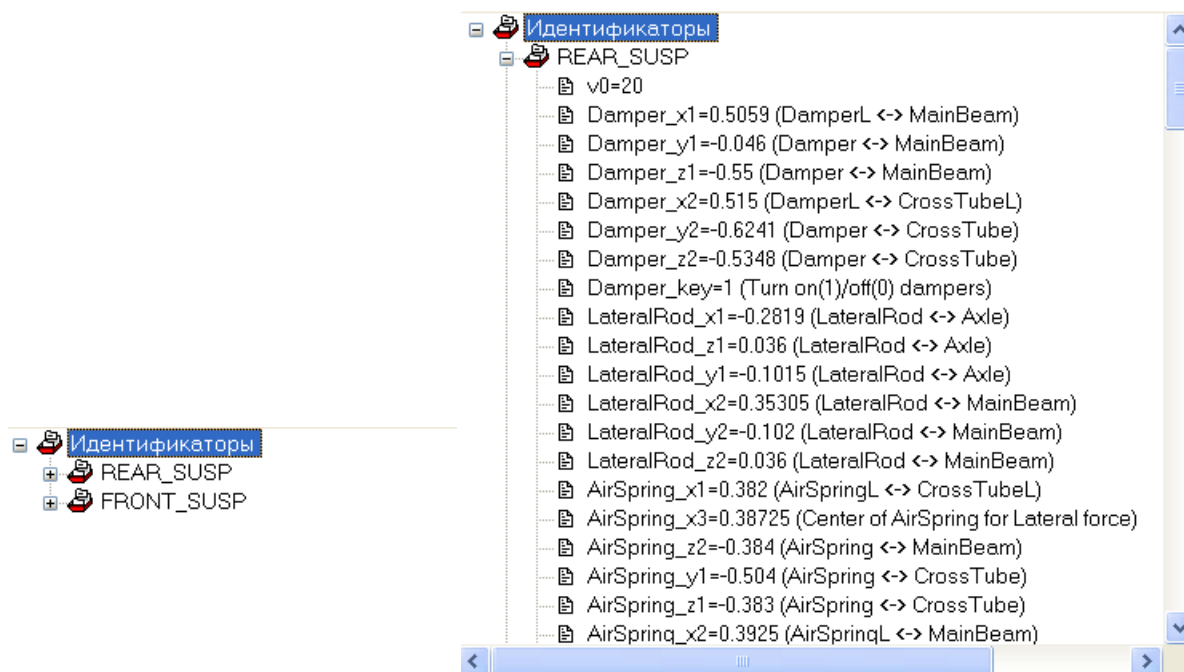 Идентификаторы
REAR_SUSP
FRONT_SUSP
Идентификаторы
REAR_SUSP
v0=20
Damper_x1=0.5059 (DamperL <-> MainBeam)
Damper_y1=-0.046 (Damper <-> MainBeam)
Damper_z1=-0.55 (Damper <-> MainBeam)
Damper_x2=0.515 (DamperL <-> CrossTubeL)
Damper_y2=-0.6241 (Damper <-> CrossTube)
Damper_z2=-0.5348 (Damper <-> CrossTube)
Damper_key=1 (Turn on(1)/off(0) dampers)
LateralRod_x1=-0.2819 (LateralRod <-> Axle)
LateralRod_z1=0.036 (LateralRod <-> Axle)
LateralRod_y1=-0.1015 (LateralRod <-> Axle)
LateralRod_x2=0.35305 (LateralRod <-> MainBeam)
LateralRod_y2=-0.102 (LateralRod <-> MainBeam)
LateralRod_z2=0.036 (LateralRod <-> MainBeam)
AirSpring_x1=0.382 (AirSpringL <-> CrossTubeL)
AirSpring_x3=0.38725 (Center of AirSpring for Lateral force)
AirSpring_z2=-0.384 (AirSpring <-> MainBeam)
AirSpring_y1=-0.504 (AirSpring <-> CrossTube)
AirSpring_z1=-0.383 (AirSpring <-> CrossTube)
AirSpring_x2=0.3925 (AirSpringL <-> MainBeam)